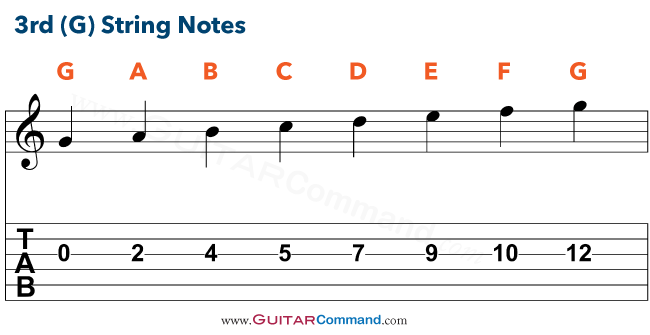 3rd (G) String Notes
G A B C D E F G
www.GUITARCommand.com
T 0 2 4 5 7 9 10 12
A
B
www.GUITARCommand.com